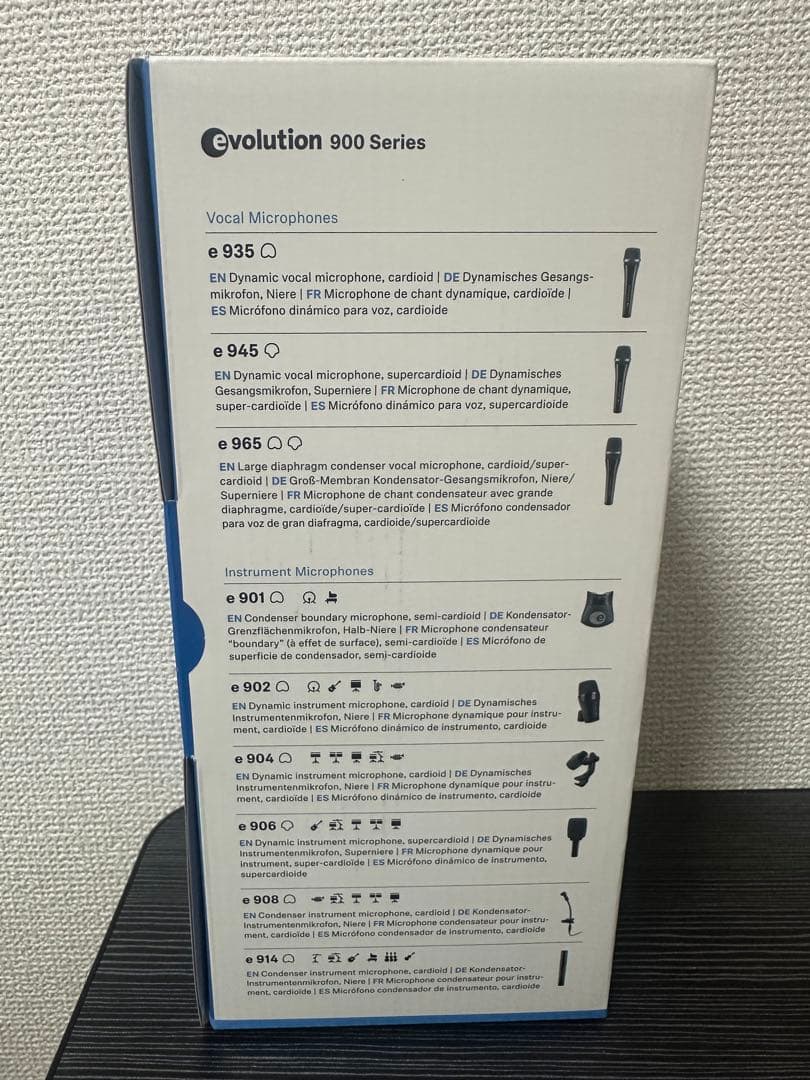 evolution 900 Series
Vocal Microphones
e 935
EN Dynamic vocal microphone, cardioid | DE Dynamisches Gesangs-
mikrofon, Niere | FR Microphone de chant dynamique, cardioïde |
ES Micrófono dinámico para voz, cardioide
e 945
EN Dynamic vocal microphone, supercardioid | DE Dynamisches
Gesangsmikrofon, Superniere | FR Microphone de chant dynamique,
super-cardioïde | ES Micrófono dinámico para voz, supercardioide
e 965
EN Large diaphragm condenser vocal microphone, cardioid/super-
cardioid | DE Groß-Membran Kondensator-Gesangsmikrofon, Niere/
Superniere | FR Microphone de chant condensateur avec grande
diaphragme, cardioïde/super-cardioïde | ES Micrófono condensador
para voz de gran diafragma, cardioide/supercardioide
Instrument Microphones
e 901
EN Condenser boundary microphone, semi-cardioid | DE Kondensator-
Grenzflächenmikrofon, Halb-Niere | FR Microphone condensateur
"boundary" (à effet de surface), semi-cardioïde | ES Micrófono de
superficie de condensador, semj-cardioide
e 902
EN Dynamic instrument microphone, cardioid | DE Dynamisches
Instrumentenmikrofon, Niere | FR Microphone dynamique pour instru-
ment, cardioïde | ES Micrófono dinámico de instrumento, cardioide
e 904
EN Dynamic instrument microphone, cardioid | DE Dynamisches
Instrumentenmikrofon, Niere | FR Microphone dynamique pour instru-
ment, cardioïde | ES Micrófono dinámico de instrumento, cardioide
e 906
EN Dynamic instrument microphone, supercardioid | DE Dynamisches
Instrumentenmikrofon, Superniere | FR Microphone dynamique pour
instrument, super-cardioïde | ES Micrófono dinámico de instrumento,
supercardioide
e 908
EN Condenser instrument microphone, cardioid | DE Kondensator-
Instrumentenmikrofon, Niere | FR Microphone condensateur pour instru-
ment, cardioïde | ES Micrófono condensador de instrumento, cardioide
e 914
EN Condenser instrument microphone, cardioid | DE Kondensator-
Instrumentenmikrofon, Niere | FR Microphone condensateur pour instru-
ment, cardioïde | ES Micrófono condensador de instrumento, cardioide